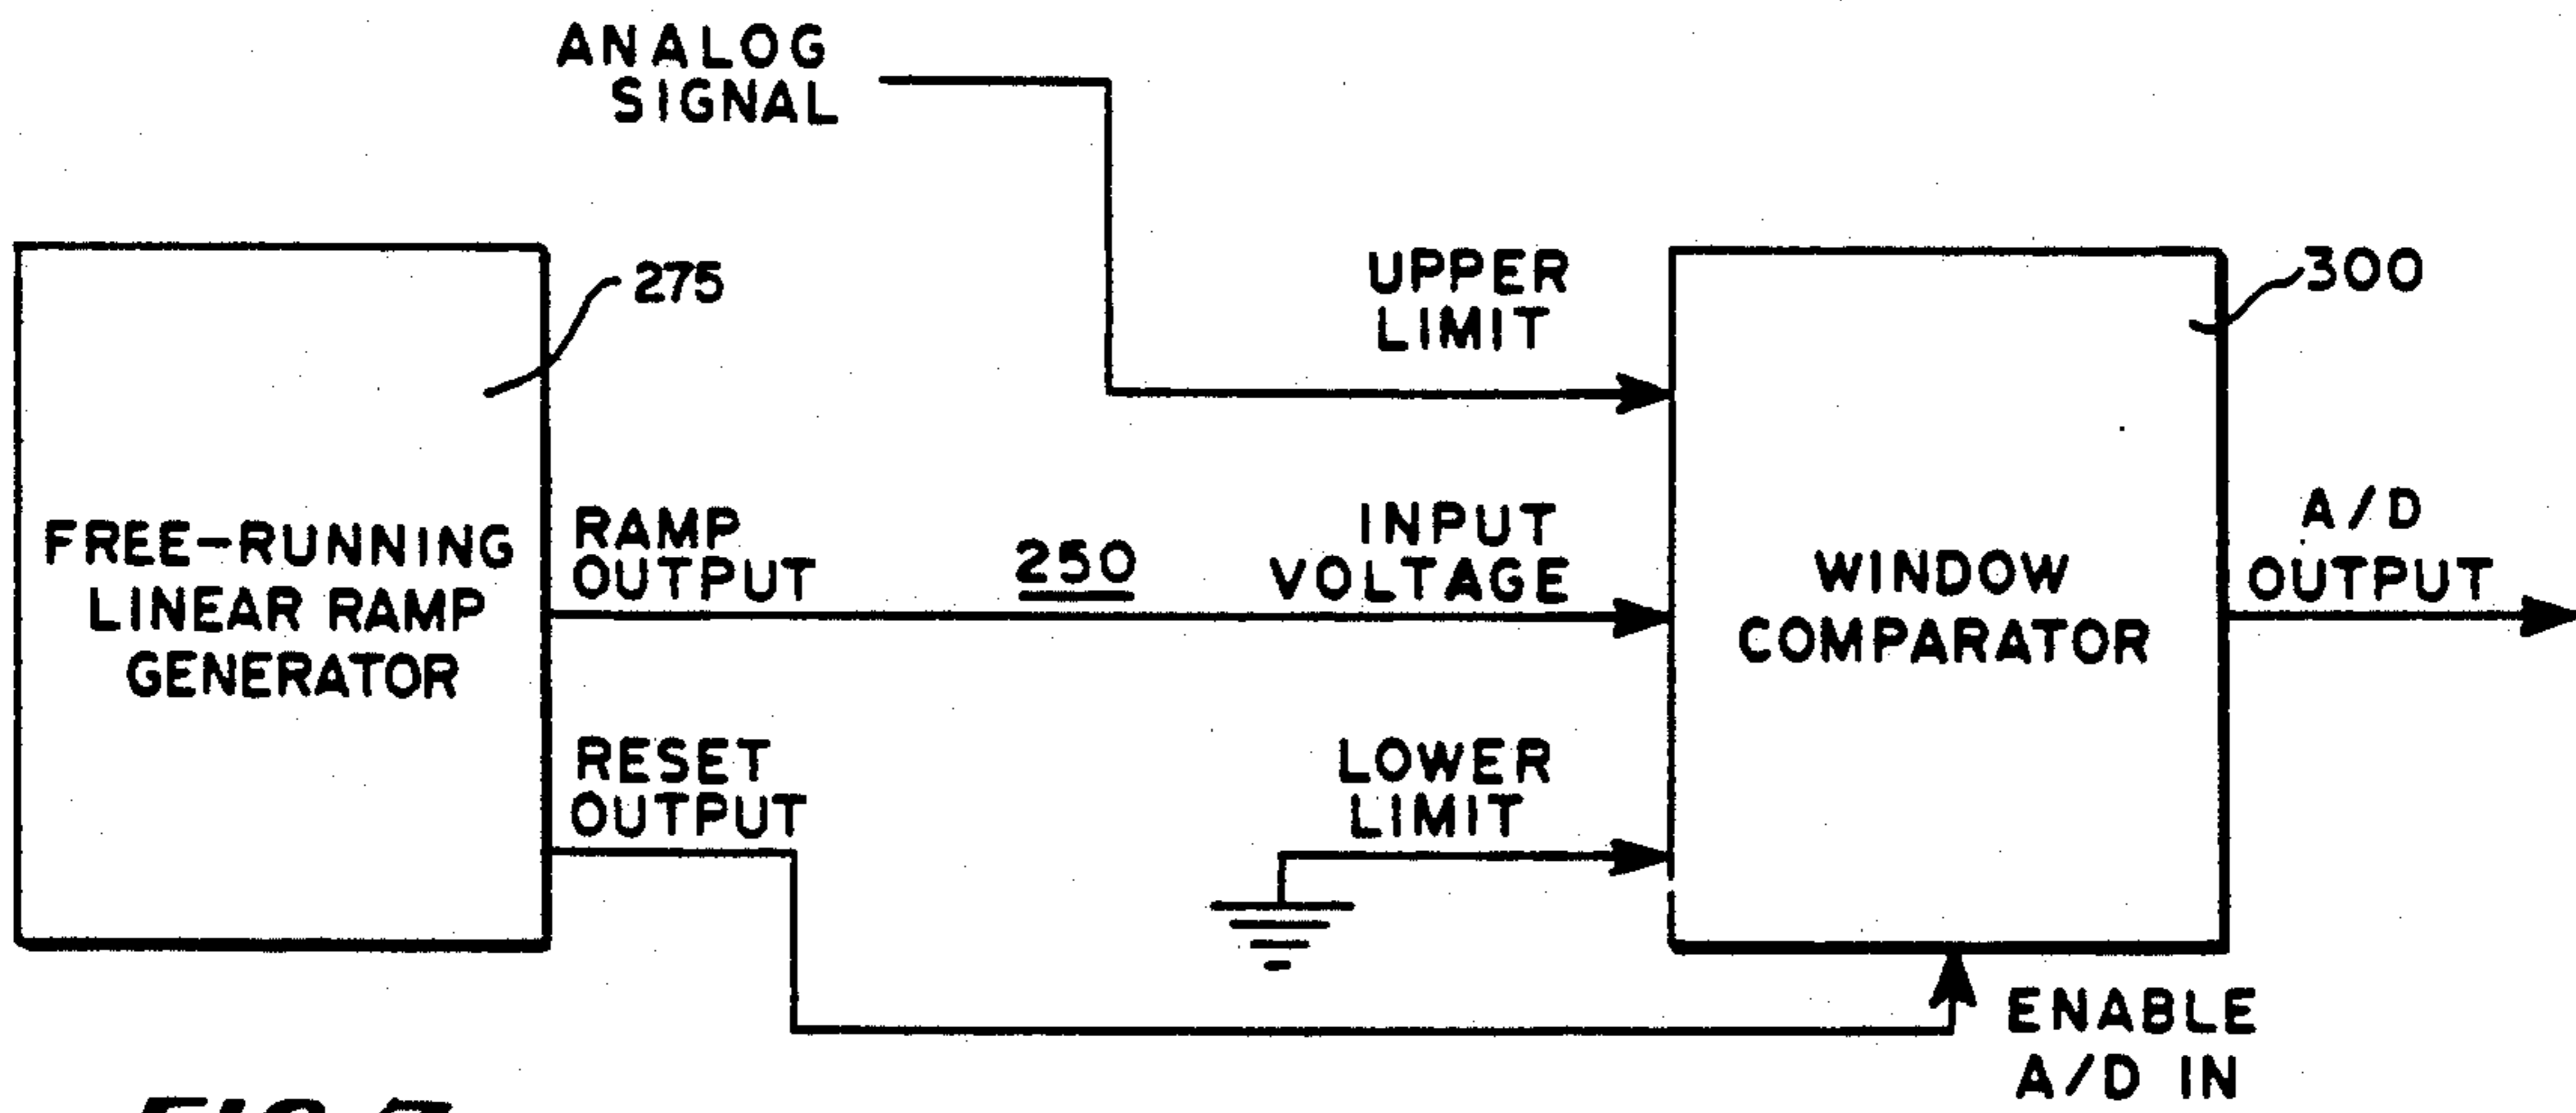 ANALOG
SIGNAL
275
UPPER
LIMIT
300
FREE-RUNNING
LINEAR RAMP
GENERATOR
RAMP
OUTPUT
250
INPUT
VOLTAGE
WINDOW
COMPARATOR
A/D
OUTPUT
RESET
OUTPUT
LOWER
LIMIT
ENABLE
A/D IN